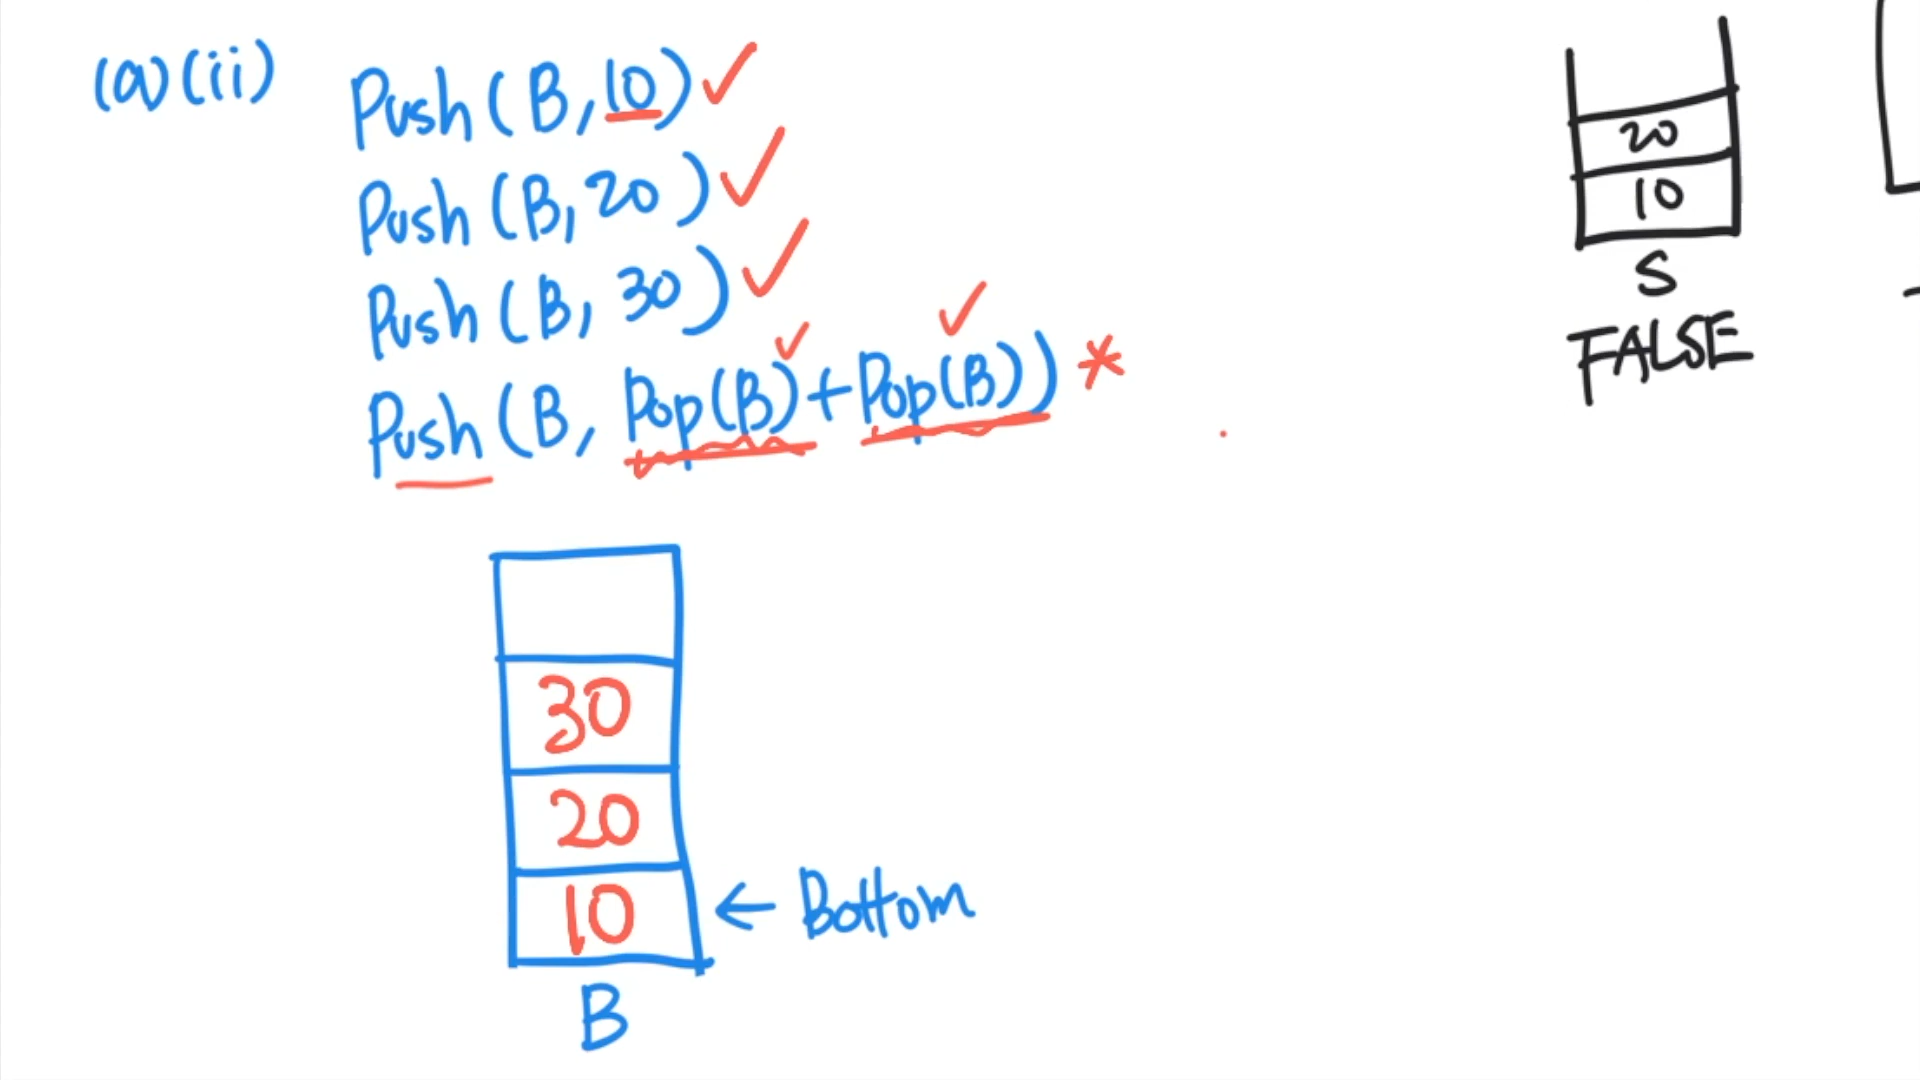 (a)(ii)
Push(B, 10)
Push(B, 20)
Push(B, 30)
Push(B, Pop(B)+Pop(B)) *
30
20
10 ← Bottom
B
20
10
S
FALSE